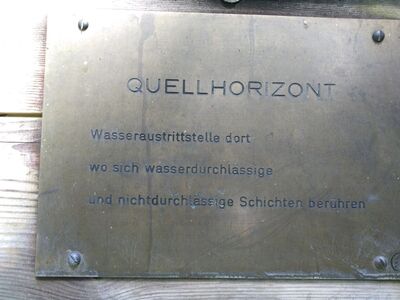 QUELLHORIZONT
Wasseraustrittstelle dort
wo sich wasserdurchlässige
und nichtdurchlässige Schichten berühren